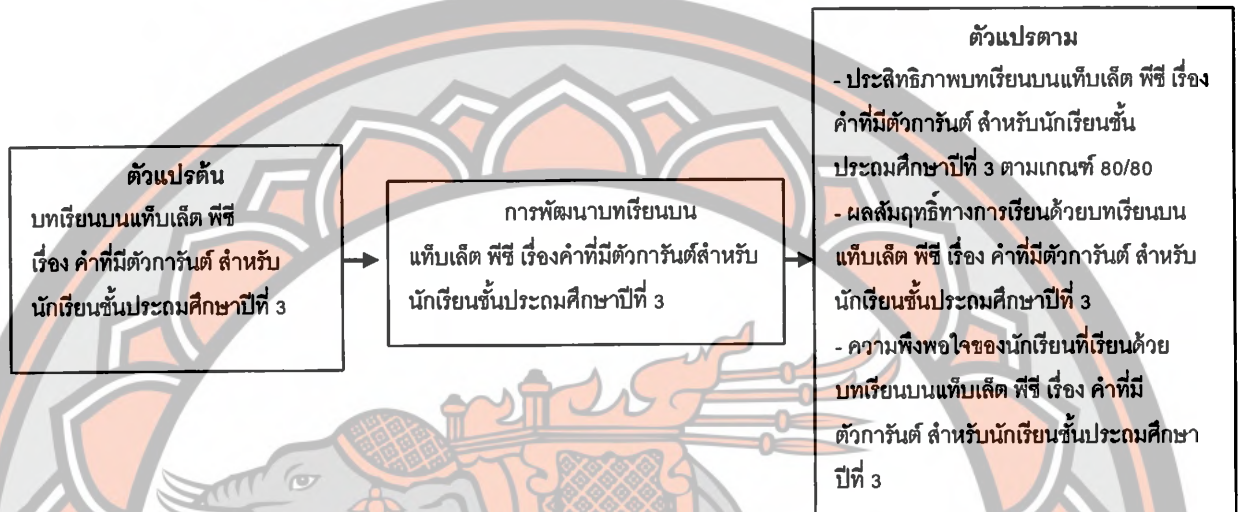 ตัวแปรต้น
บทเรียนบนแท็บเล็ต พีซี
เรื่อง คำที่มีตัวการันต์ สำหรับ
นักเรียนชั้นประถมศึกษาปีที่ 3
การพัฒนาบทเรียนบน
แท็บเล็ต พีซี เรื่องคำที่มีตัวการันต์สำหรับ
นักเรียนชั้นประถมศึกษาปีที่ 3
ตัวแปรตาม
- ประสิทธิภาพบทเรียนบนแท็บเล็ต พีซี เรื่อง
คำที่มีตัวการันต์ สำหรับนักเรียนชั้น
ประถมศึกษาปีที่ 3 ตามเกณฑ์ 80/80
- ผลสัมฤทธิ์ทางการเรียนด้วยบทเรียนบน
แท็บเล็ต พีซี เรื่อง คำที่มีตัวการันต์ สำหรับ
นักเรียนชั้นประถมศึกษาปีที่ 3
- ความพึงพอใจของนักเรียนที่เรียนด้วย
บทเรียนบนแท็บเล็ต พีซี เรื่อง คำที่มี
ตัวการันต์ สำหรับนักเรียนชั้นประถมศึกษา
ปีที่ 3